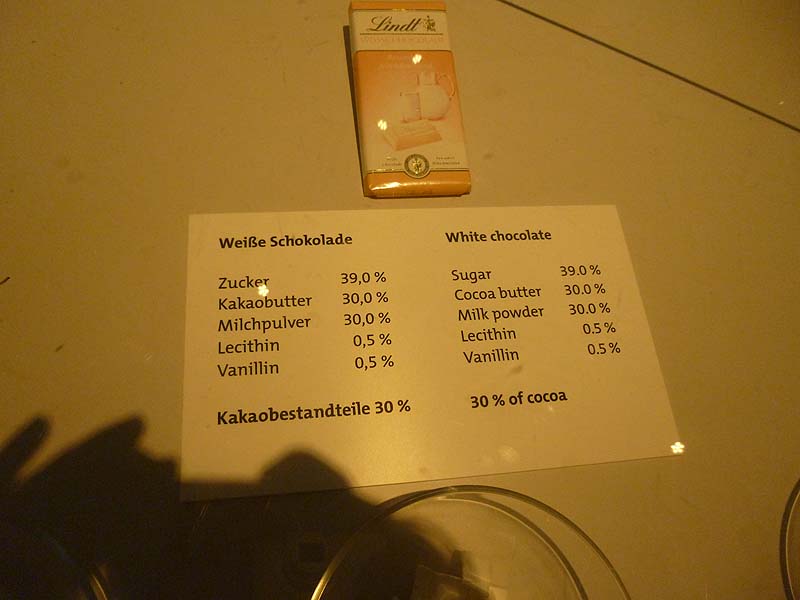 Lindt
Weiße Schokolade
Zucker 39,0 %
Kakaobutter 30,0 %
Milchpulver 30,0 %
Lecithin 0,5 %
Vanillin 0,5 %
Kakaobestandteile 30 %
White chocolate
Sugar 39.0 %
Cocoa butter 30.0 %
Milk powder 30.0 %
Lecithin 0.5 %
Vanillin 0.5 %
30 % of cocoa